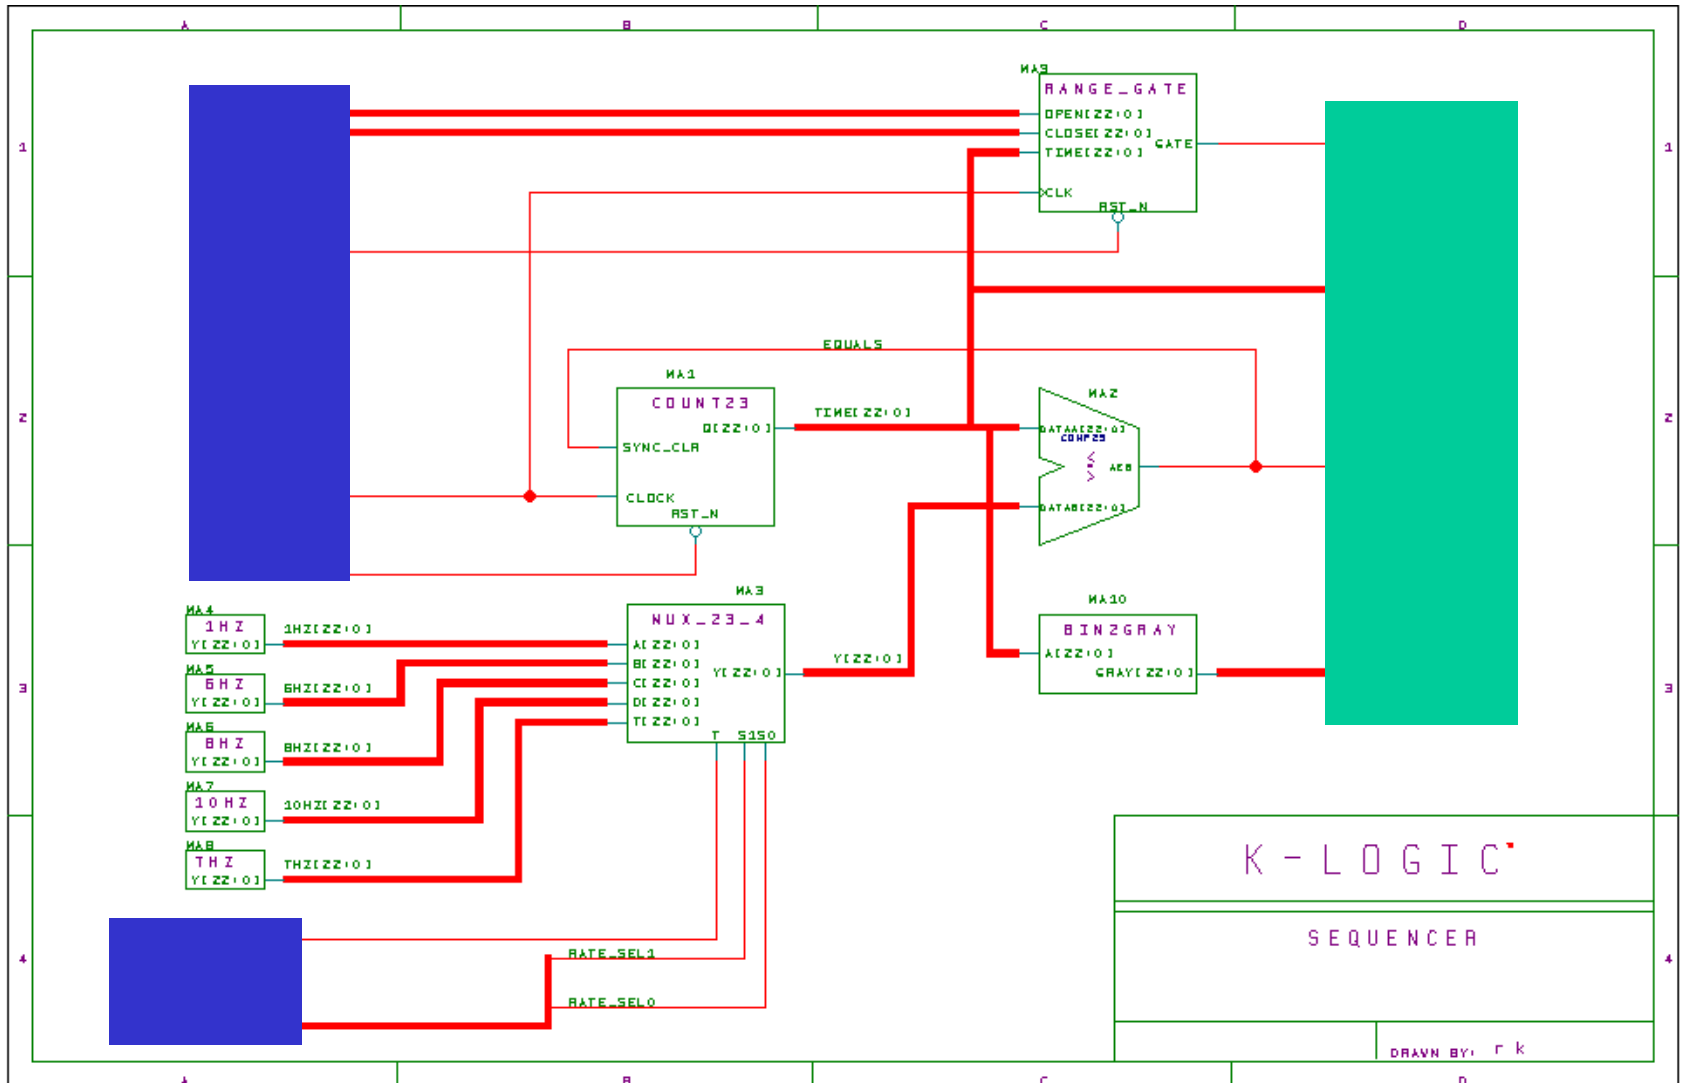 A B C D
MA9
RANGE_GATE
OPEN[22:0]
CLOSE[22:0]
TIME[22:0]
GATE
CLK
RST_N
1 1
EQUALS
MA1
COUNT23
Q[22:0]
SYNC_CLR
CLOCK
RST_N
TIME[22:0]
MA2
DATAA[22:0]
AEB
DATAB[22:0]
2 2
MA3
MUX_23_4
A[22:0]
B[22:0]
C[22:0]
D[22:0]
T[22:0]
Y[22:0]
T S1S0
Y[22:0]
MA10
BIN2GRAY
A[22:0]
GRAY[22:0]
MA4
1HZ
Y[22:0]
1HZ[22:0]
MA5
6HZ
Y[22:0]
6HZ[22:0]
3 3
MA6
8HZ
Y[22:0]
8HZ[22:0]
MA7
10HZ
Y[22:0]
10HZ[22:0]
MA8
THZ
Y[22:0]
THZ[22:0]
RATE_SEL1
RATE_SEL0
4 4
K-LOGIC
SEQUENCER
DRAWN BY: rk
A B C D